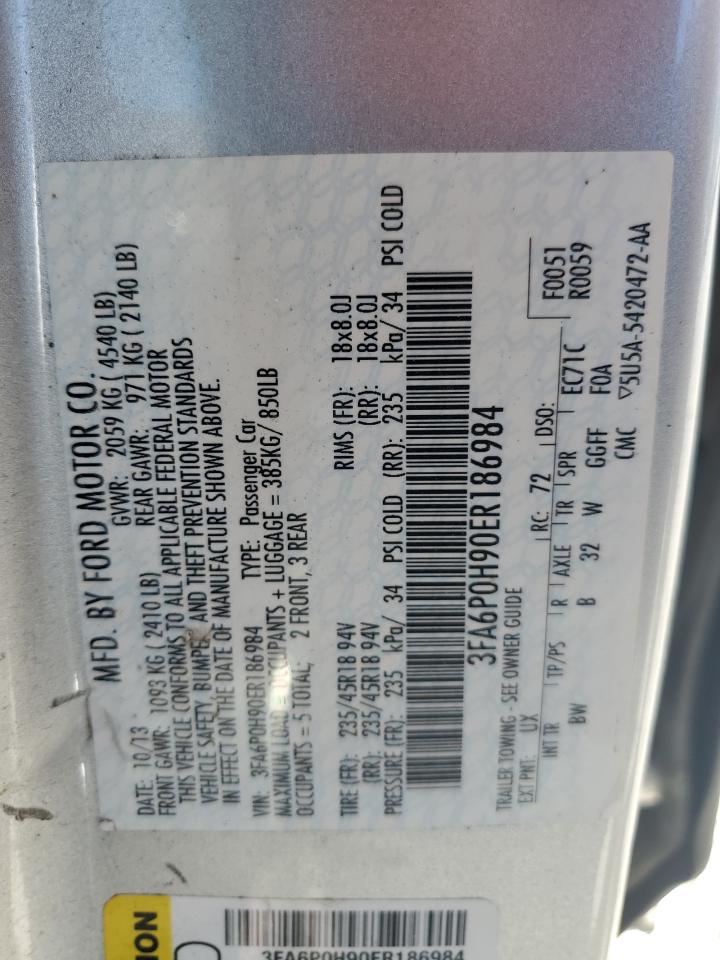 MFD. BY FORD MOTOR CO.
DATE: 10/13 GVWR: 2059 KG ( 4540 LB)
FRONT GAWR: 1093 KG ( 2410 LB) REAR GAWR: 971 KG ( 2140 LB)
THIS VEHICLE CONFORMS TO ALL APPLICABLE FEDERAL MOTOR
VEHICLE SAFETY, BUMPER, AND THEFT PREVENTION STANDARDS
IN EFFECT ON THE DATE OF MANUFACTURE SHOWN ABOVE.
VIN: 3FA6P0H90ER186984 TYPE: Passenger Car
MAXIMUM LOAD = OCCUPANTS + LUGGAGE = 385KG/ 850LB
OCCUPANTS = 5 TOTAL; 2 FRONT, 3 REAR
TIRE (FR): 235/45R18 94V RIMS (FR): 18x8.0J
(RR): 235/45R18 94V (RR): 18x8.0J
PRESSURE (FR): 235 kPa/ 34 PSI COLD (RR): 235 kPa/ 34 PSI COLD
3FA6P0H90ER186984
TRAILER TOWING - SEE OWNER GUIDE
EXT PNT: UX RC: 72 DSO: F0051
R0059
INT TR TP/PS R AXLE TR SPR EC71C
BW B 32 W GGFF F0A
CMC ▽5U5A-5420472-AA
ION
3FA6P0H90ER186984